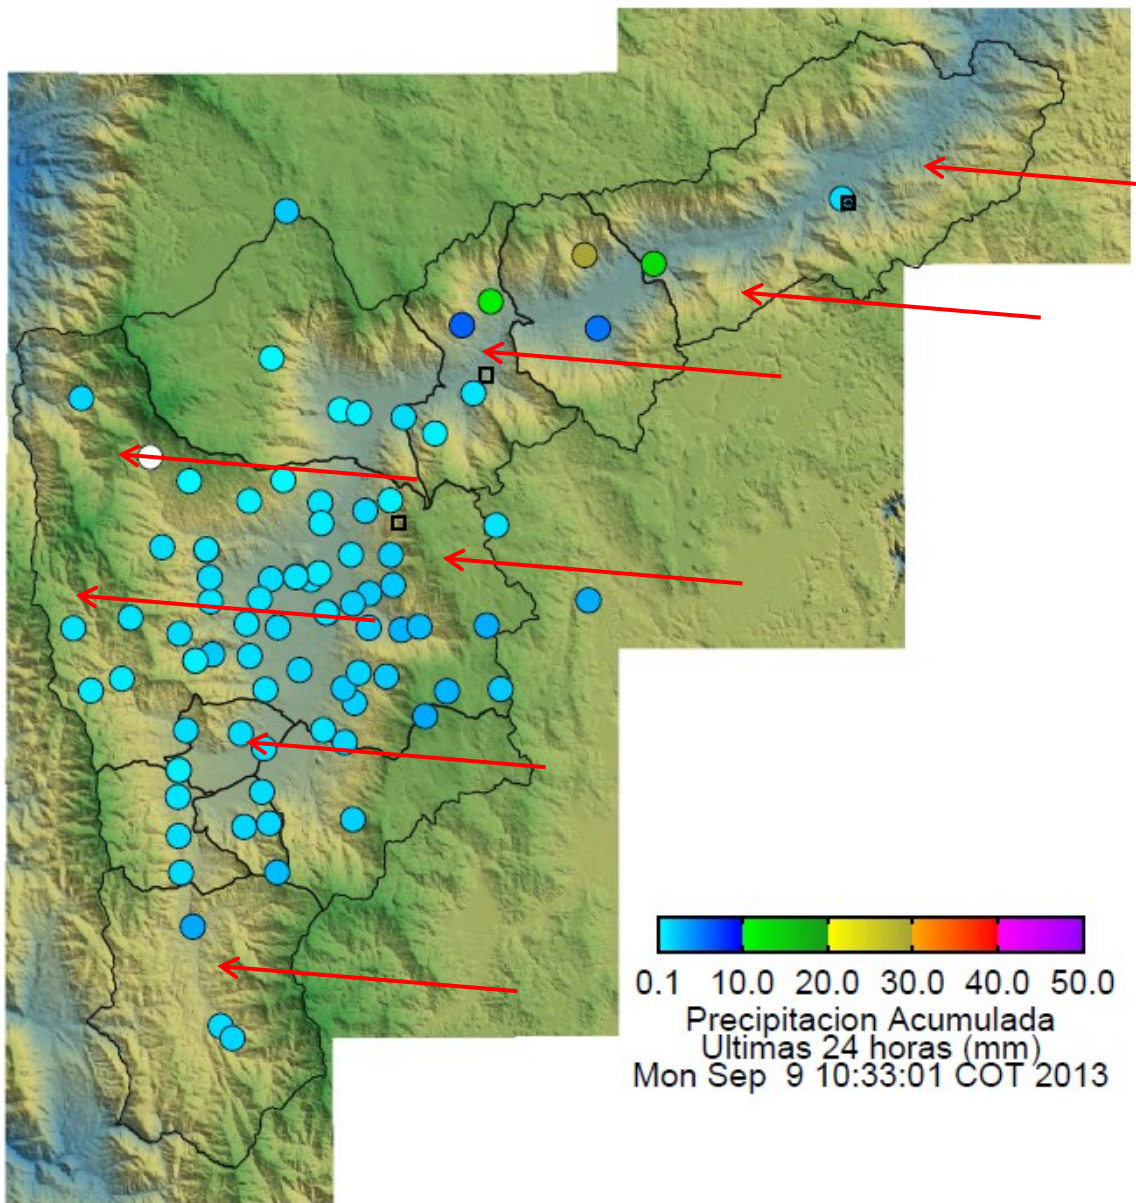 0.1 10.0 20.0 30.0 40.0 50.0
Precipitacion Acumulada
Ultimas 24 horas (mm)
Mon Sep 9 10:33:01 COT 2013